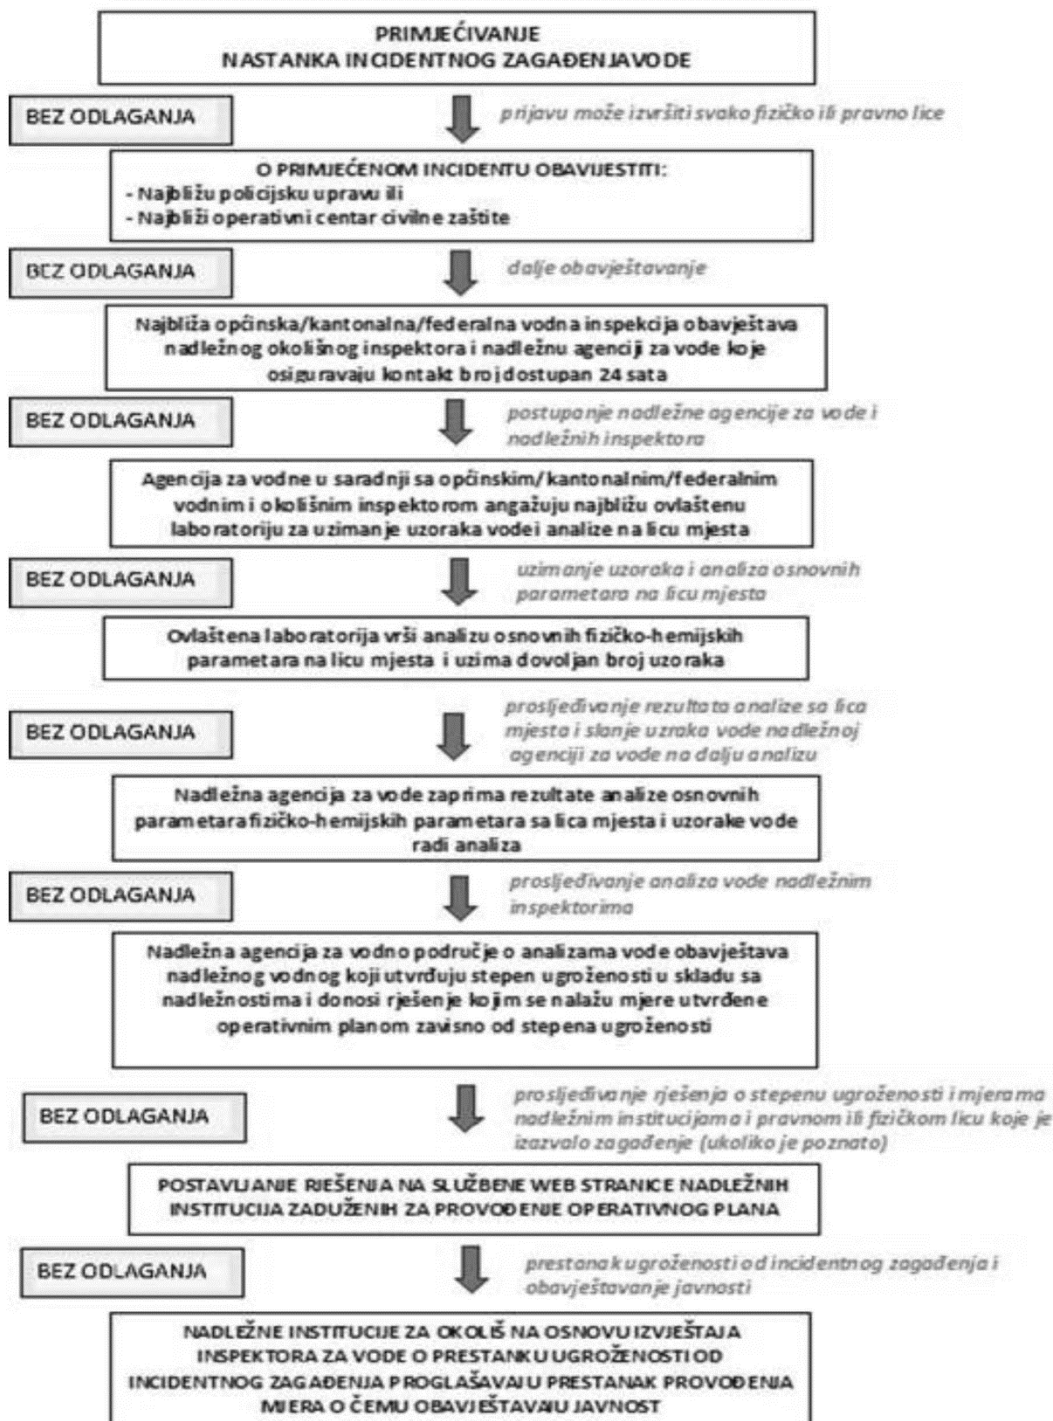 PRIMJEĆIVANJE
NASTANKA INCIDENTNOG ZAGAĐENJAVODE
BEZ ODLAGANJA
prijavu može izvršiti svako fizičko ili pravno lice
O PRIMJEĆENOM INCIDENTU OBAVIJESTITI:
- Najbližu policijsku upravu ili
- Najbliži operativni centar civilne zaštite
BEZ ODLAGANJA
dalje obavještavanje
Najbliža općinska/kantonalna/federalna vodna inspekcija obavještava
nadležnog okolišnog inspektora i nadležnu agenciji za vode koje
osiguravaju kontakt broj dostupan 24 sata
BEZ ODLAGANJA
postupanje nadležne agencije za vode i
nadležnih inspektora
Agencija za vodne u saradnji sa općinskim/kantonalnim/federalnim
vodnim i okolišnim inspektorom angažuju najbližu ovlaštenu
laboratoriju za uzimanje uzoraka vode i analize na licu mjesta
BEZ ODLAGANJA
uzimanje uzoraka i analiza osnovnih
parametara na licu mjesta
Ovlaštena laboratorija vrši analizu osnovnih fizičko-hemijskih
parametara na licu mjesta i uzima dovoljan broj uzoraka
BEZ ODLAGANJA
prosljeđivanje rezultata analize sa lica
mjesta i slanje uzraka vode nadležnoj
agenciji za vode na dalju analizu
Nadležna agencija za vode zaprima rezultate analize osnovnih
parametara fizičko-hemijskih parametara sa lica mjesta i uzorake vode
radi analiza
BEZ ODLAGANJA
prosljeđivanje analiza vode nadležnim
inspektorima
Nadležna agencija za vodno područje o analizama vode obavještava
nadležnog vodnog koji utvrđuju stepen ugroženosti u skladu sa
nadležnostima i donosi rješenje kojim se nalažu mjere utvrđene
operativnim planom zavisno od stepena ugroženosti
BEZ ODLAGANJA
prosljeđivanje rješenja o stepenu ugroženosti i mjerama
nadležnim institucijama i pravnom ili fizičkom licu koje je
izazvalo zagađenje (ukoliko je poznato)
POSTAVLJANJE RJEŠENJA NA SLUŽBENE WEB STRANICE NADLEŽNIH
INSTITUCIJA ZADUŽENIH ZA PROVOĐENJE OPERATIVNOG PLANA
BEZ ODLAGANJA
prestanak ugroženosti od incidentnog zagađenja i
obavještavanje javnosti
NADLEŽNE INSTITUCIJE ZA OKOLIŠ NA OSNOVU IZVJEŠTAJA
INSPEKTORA ZA VODE O PRESTANKU UGROŽENOSTI OD
INCIDENTNOG ZAGAĐENJA PROGLAŠAVAJU PRESTANAK PROVOĐENJA
MJERA O ČEMU OBAVJEŠTAVAJU JAVNOST